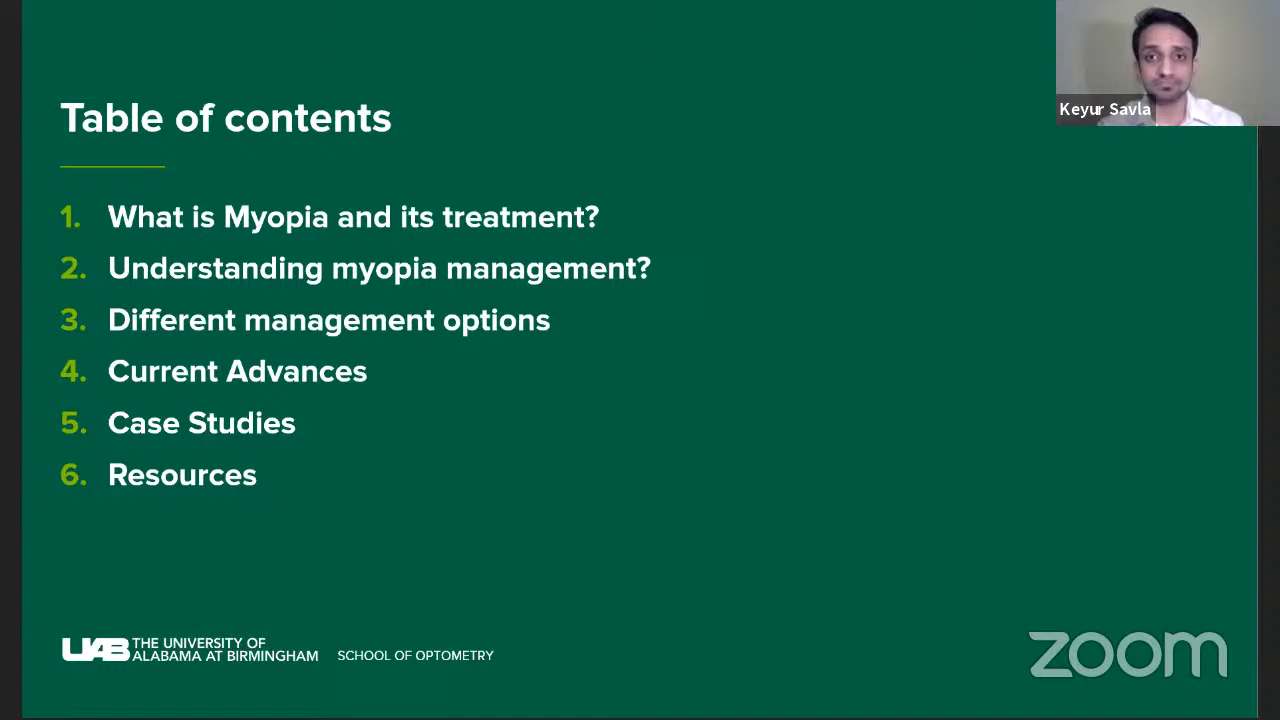 Table of contents
Keyur Savla
1. What is Myopia and its treatment?
2. Understanding myopia management?
3. Different management options
4. Current Advances
5. Case Studies
6. Resources
UAB THE UNIVERSITY OF
ALABAMA AT BIRMINGHAM
SCHOOL OF OPTOMETRY
zoom